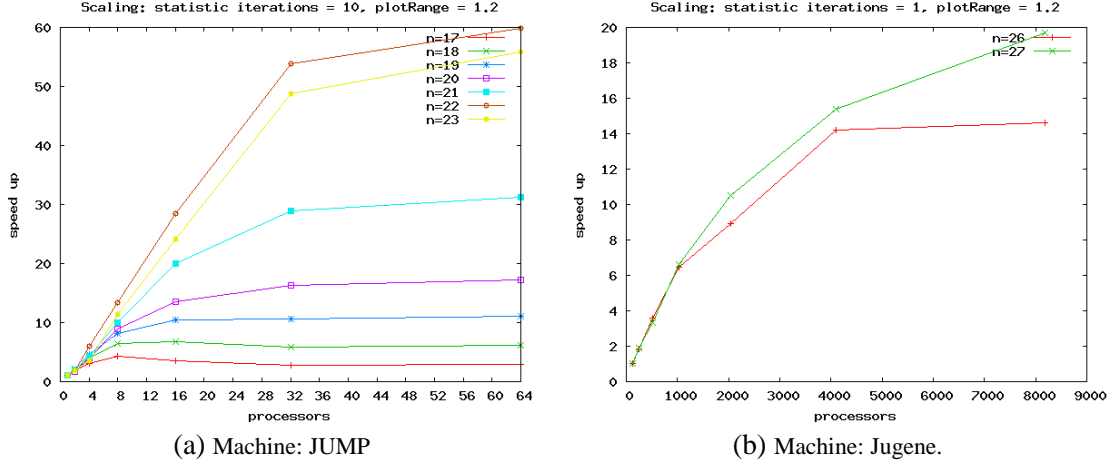 Scaling: statistic iterations = 10, plotRange = 1,2
60
50
40
30
20
10
0
speed up
n=17
n=18
n=19
n=20
n=21
n=22
n=23
0 4 8 12 16 20 24 28 32 36 40 44 48 52 56 60 64
processors
(a) Machine: JUMP
Scaling: statistic iterations = 1, plotRange = 1,2
20
18
16
14
12
10
8
6
4
2
0
speed up
n=26
n=27
0 1000 2000 3000 4000 5000 6000 7000 8000 9000
processors
(b) Machine: Jugene.